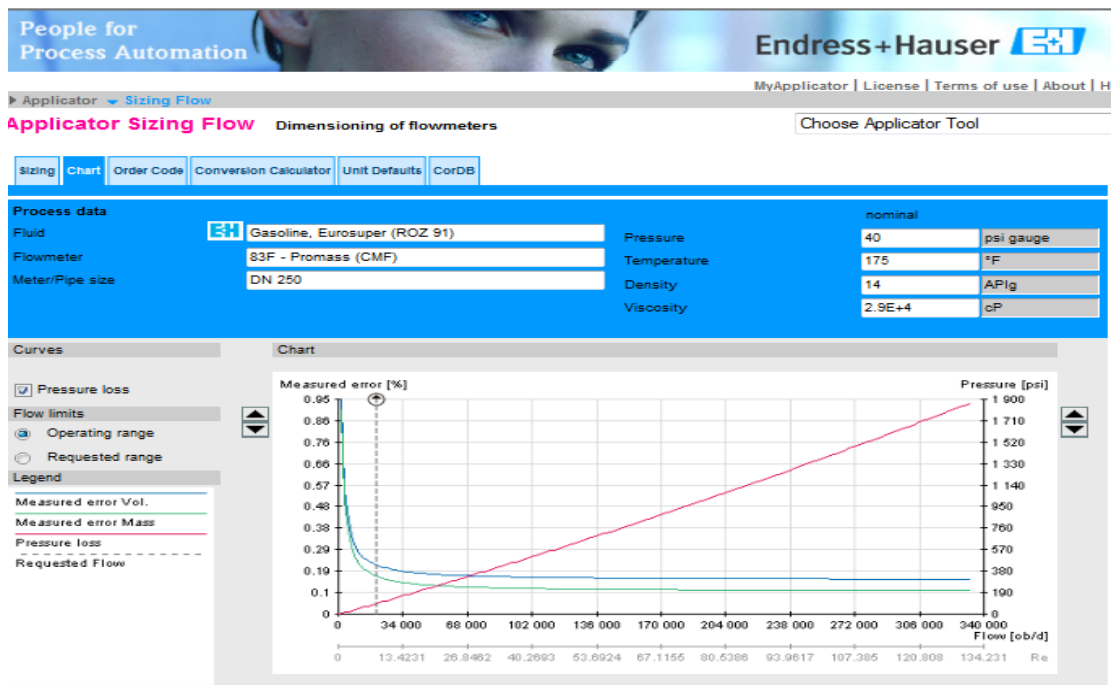 People for
Process Automation
Endress+Hauser E+H
MyApplicator | License | Terms of use | About | H
Applicator Sizing Flow
Applicator Sizing Flow Dimensioning of flowmeters Choose Applicator Tool
Sizing Chart Order Code Conversion Calculator Unit Defaults CorDB
Process data nominal
Fluid E+H Gasoline, Eurosuper (ROZ 91) Pressure 40 psi gauge
Flowmeter 83F - Promass (CMF) Temperature 175 °F
Meter/Pipe size DN 250 Density 14 APIg
Viscosity 2.9E+4 cP
Curves Chart
Pressure loss
Flow limits
Operating range
Requested range
Legend
Measured error Vol.
Measured error Mass
Pressure loss
Requested Flow
Measured error [%] Pressure [psi]
0.95 1 900
0.86 1 710
0.76 1 520
0.66 1 330
0.57 1 140
0.48 950
0.38 760
0.29 570
0.19 380
0.1 190
0 0
0 34 000 68 000 102 000 136 000 170 000 204 000 238 000 272 000 306 000 340 000
Flow [ob/d]
0 13.4231 26.8462 40.2693 53.6924 67.1155 80.5386 93.9617 107.385 120.808 134.231 Re